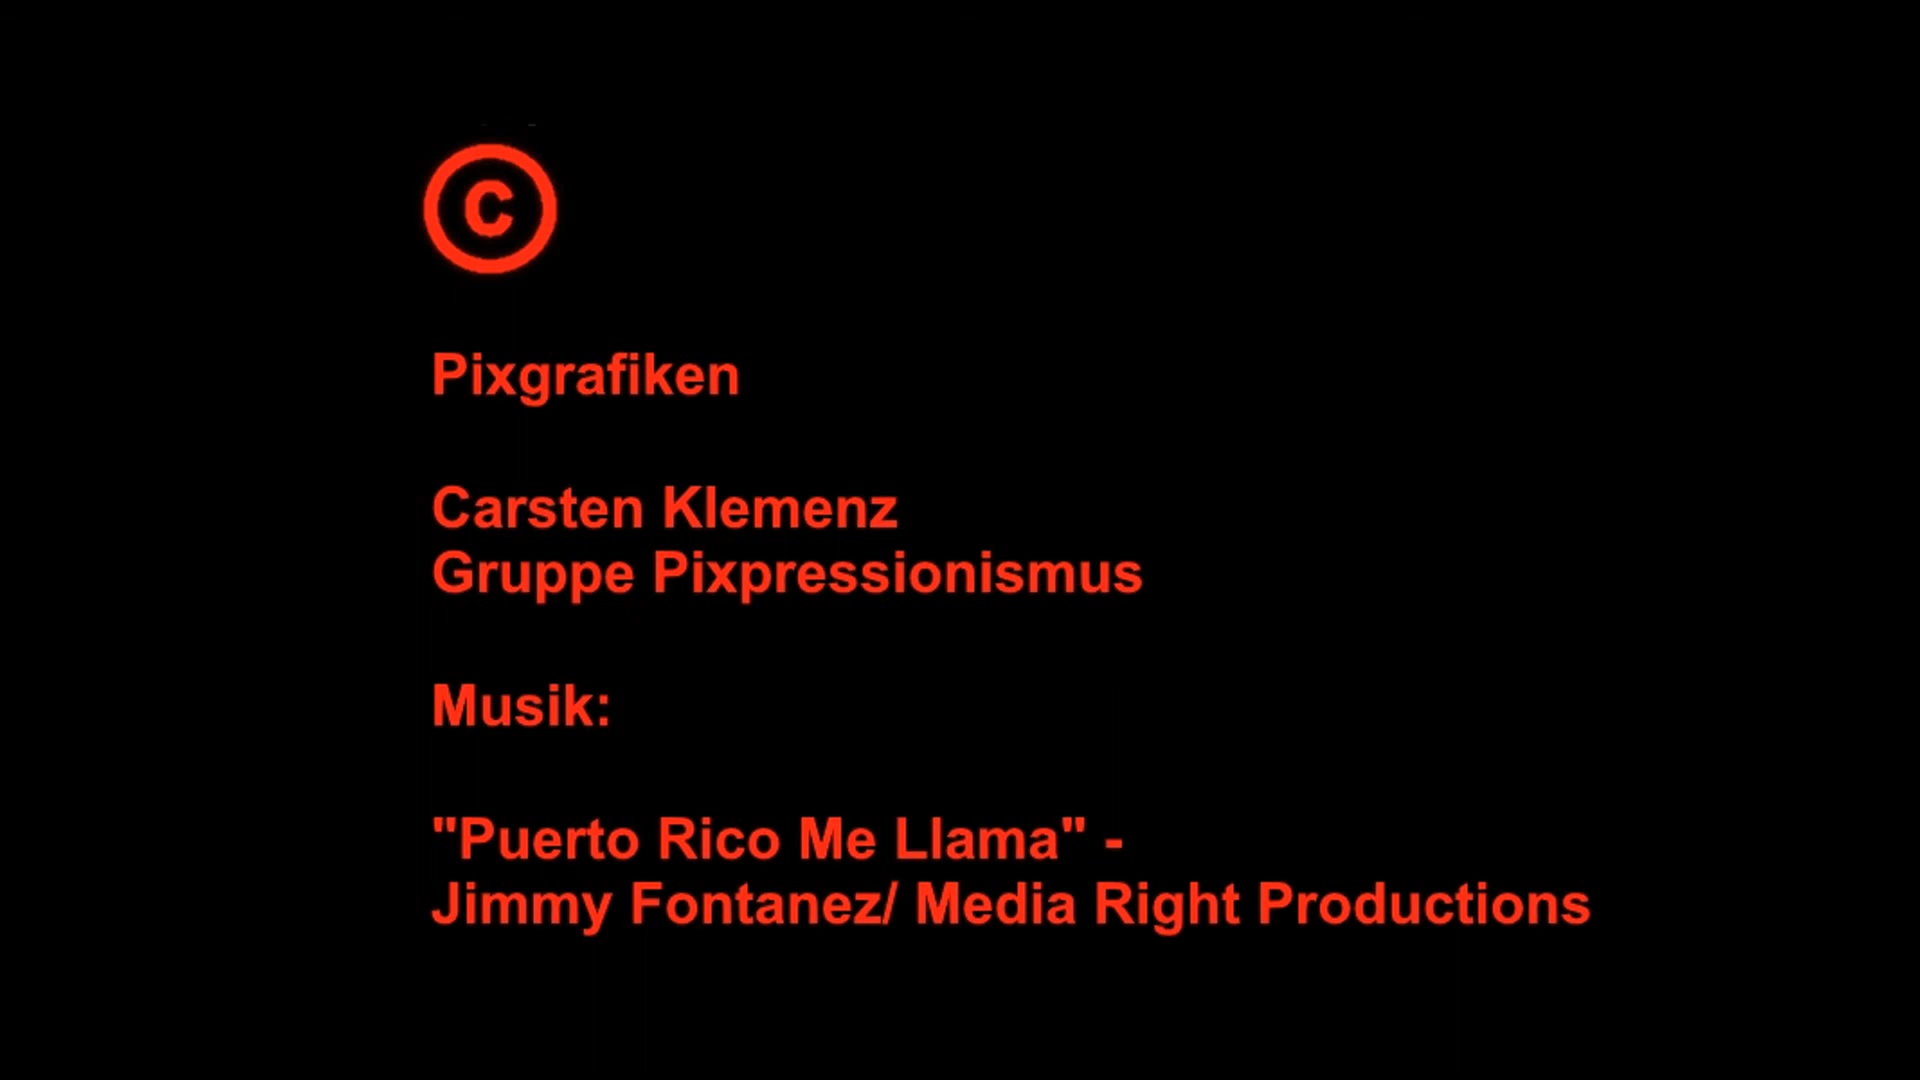 ©
Pixgrafiken
Carsten Klemenz
Gruppe Pixpressionismus
Musik:
"Puerto Rico Me Llama" -
Jimmy Fontanez/ Media Right Productions